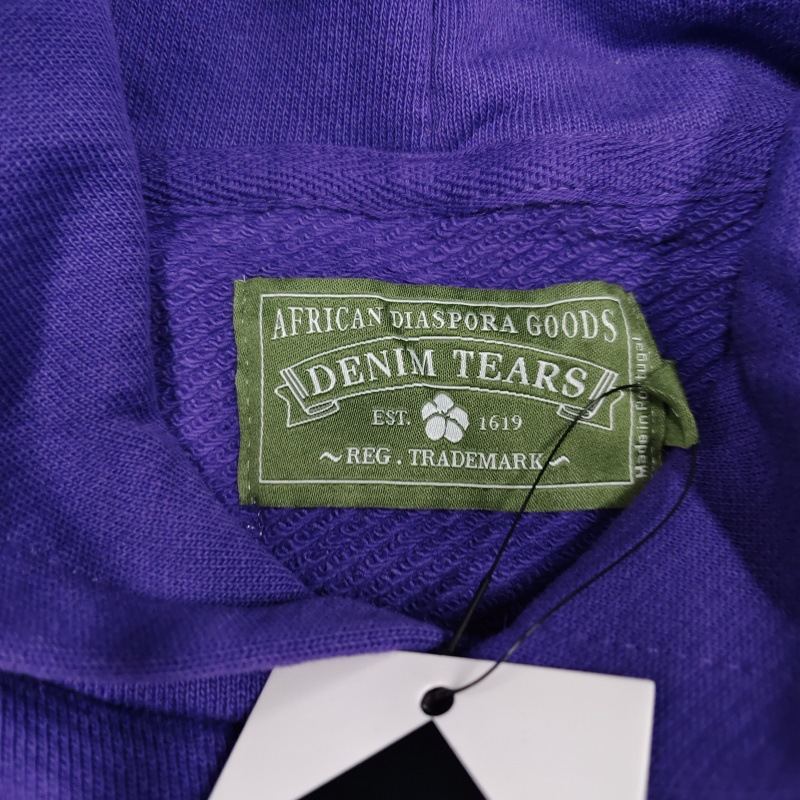 AFRICAN DIASPORA GOODS
DENIM TEARS
EST. 1619
~REG . TRADEMARK~
Made in Portugal